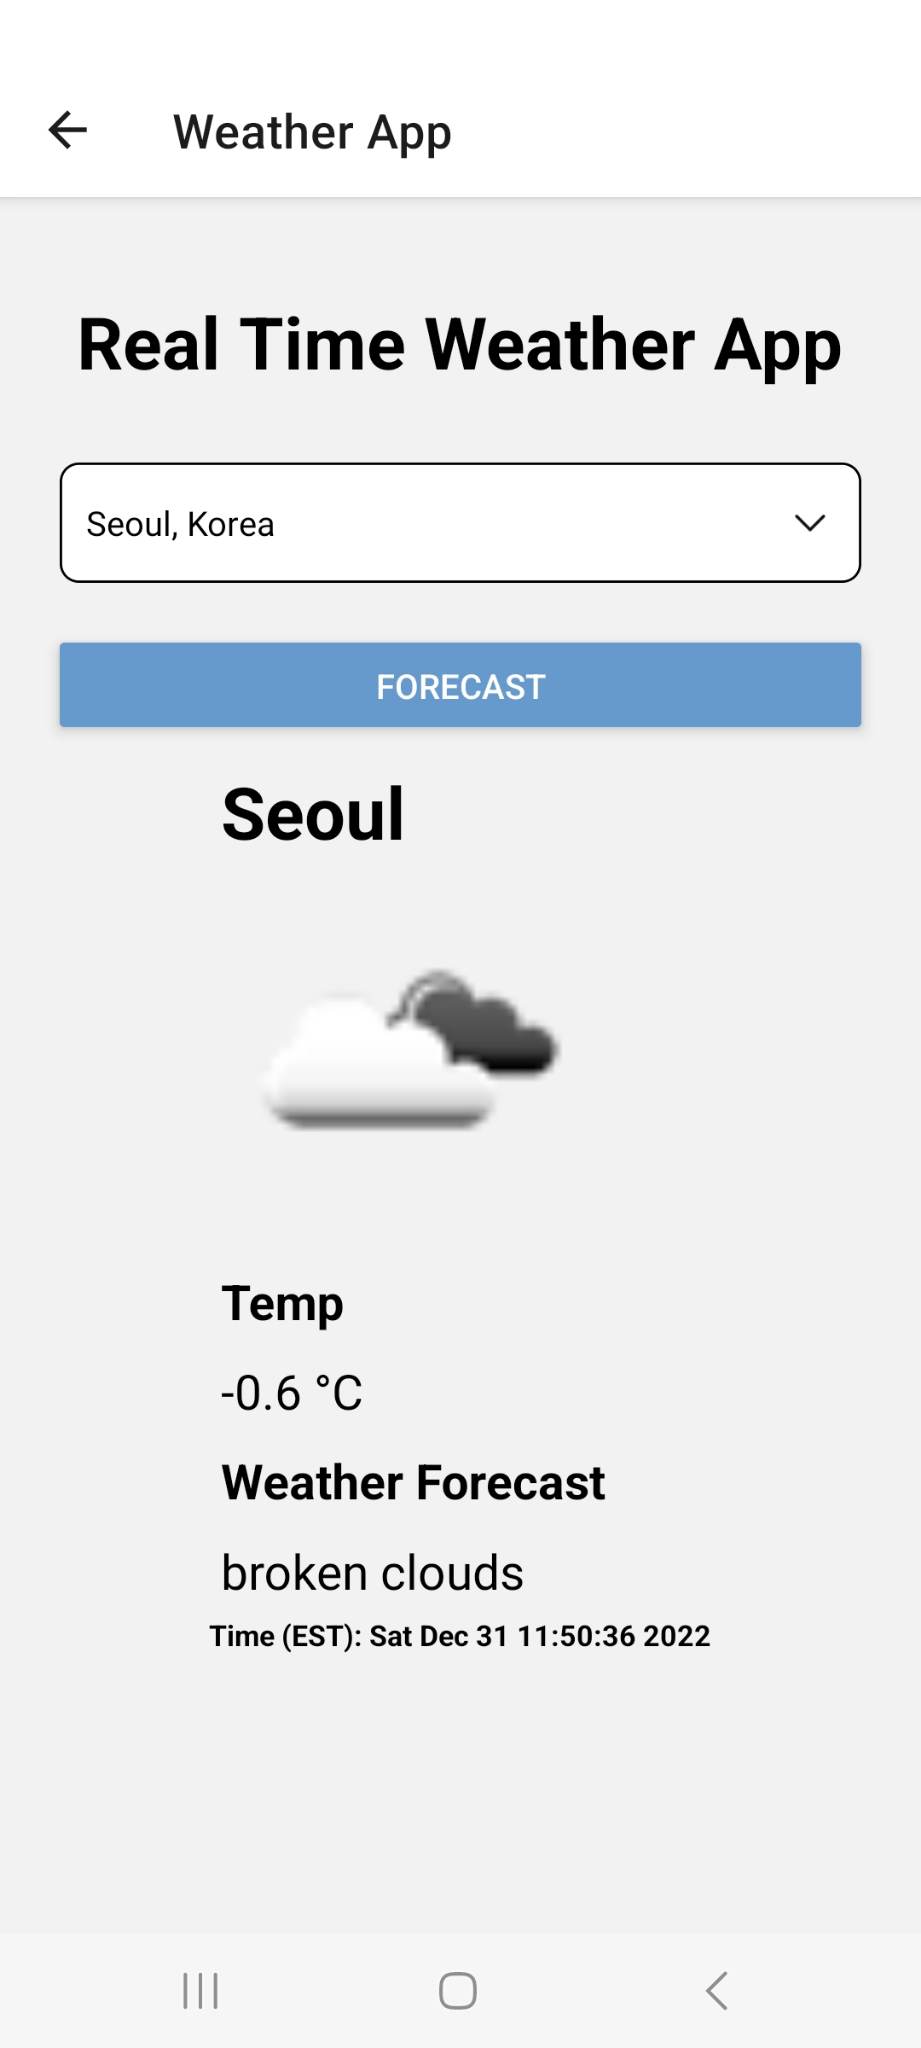 Weather App
Real Time Weather App
Seoul, Korea
FORECAST
Seoul
Temp
-0.6 °C
Weather Forecast
broken clouds
Time (EST): Sat Dec 31 11:50:36 2022